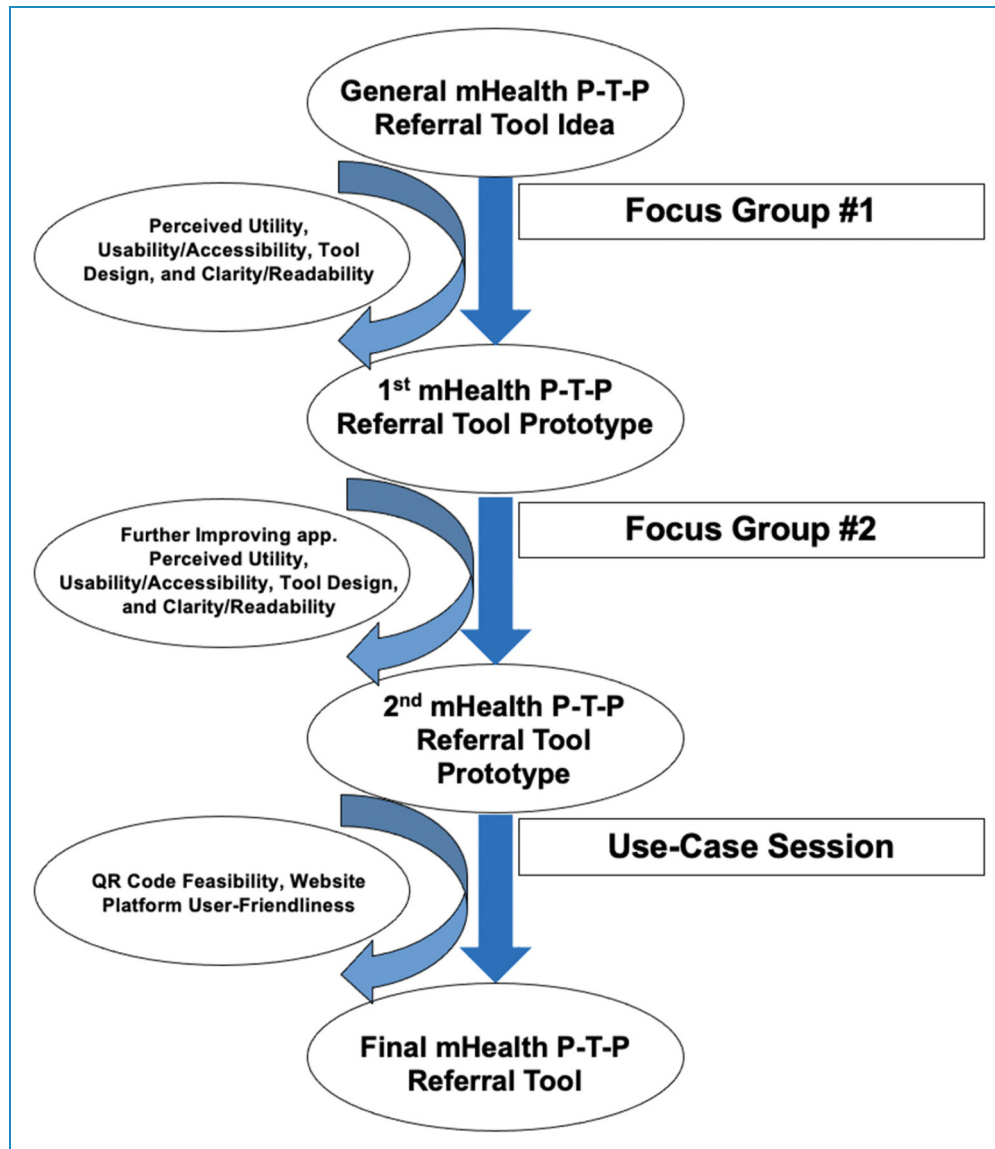 General mHealth P-T-P
Referral Tool Idea
Focus Group #1
Perceived Utility,
Usability/Accessibility, Tool
Design, and Clarity/Readability
1st mHealth P-T-P
Referral Tool Prototype
Focus Group #2
Further Improving app.
Perceived Utility,
Usability/Accessibility, Tool Design,
and Clarity/Readability
2nd mHealth P-T-P
Referral Tool
Prototype
Use-Case Session
QR Code Feasibility, Website
Platform User-Friendliness
Final mHealth P-T-P
Referral Tool